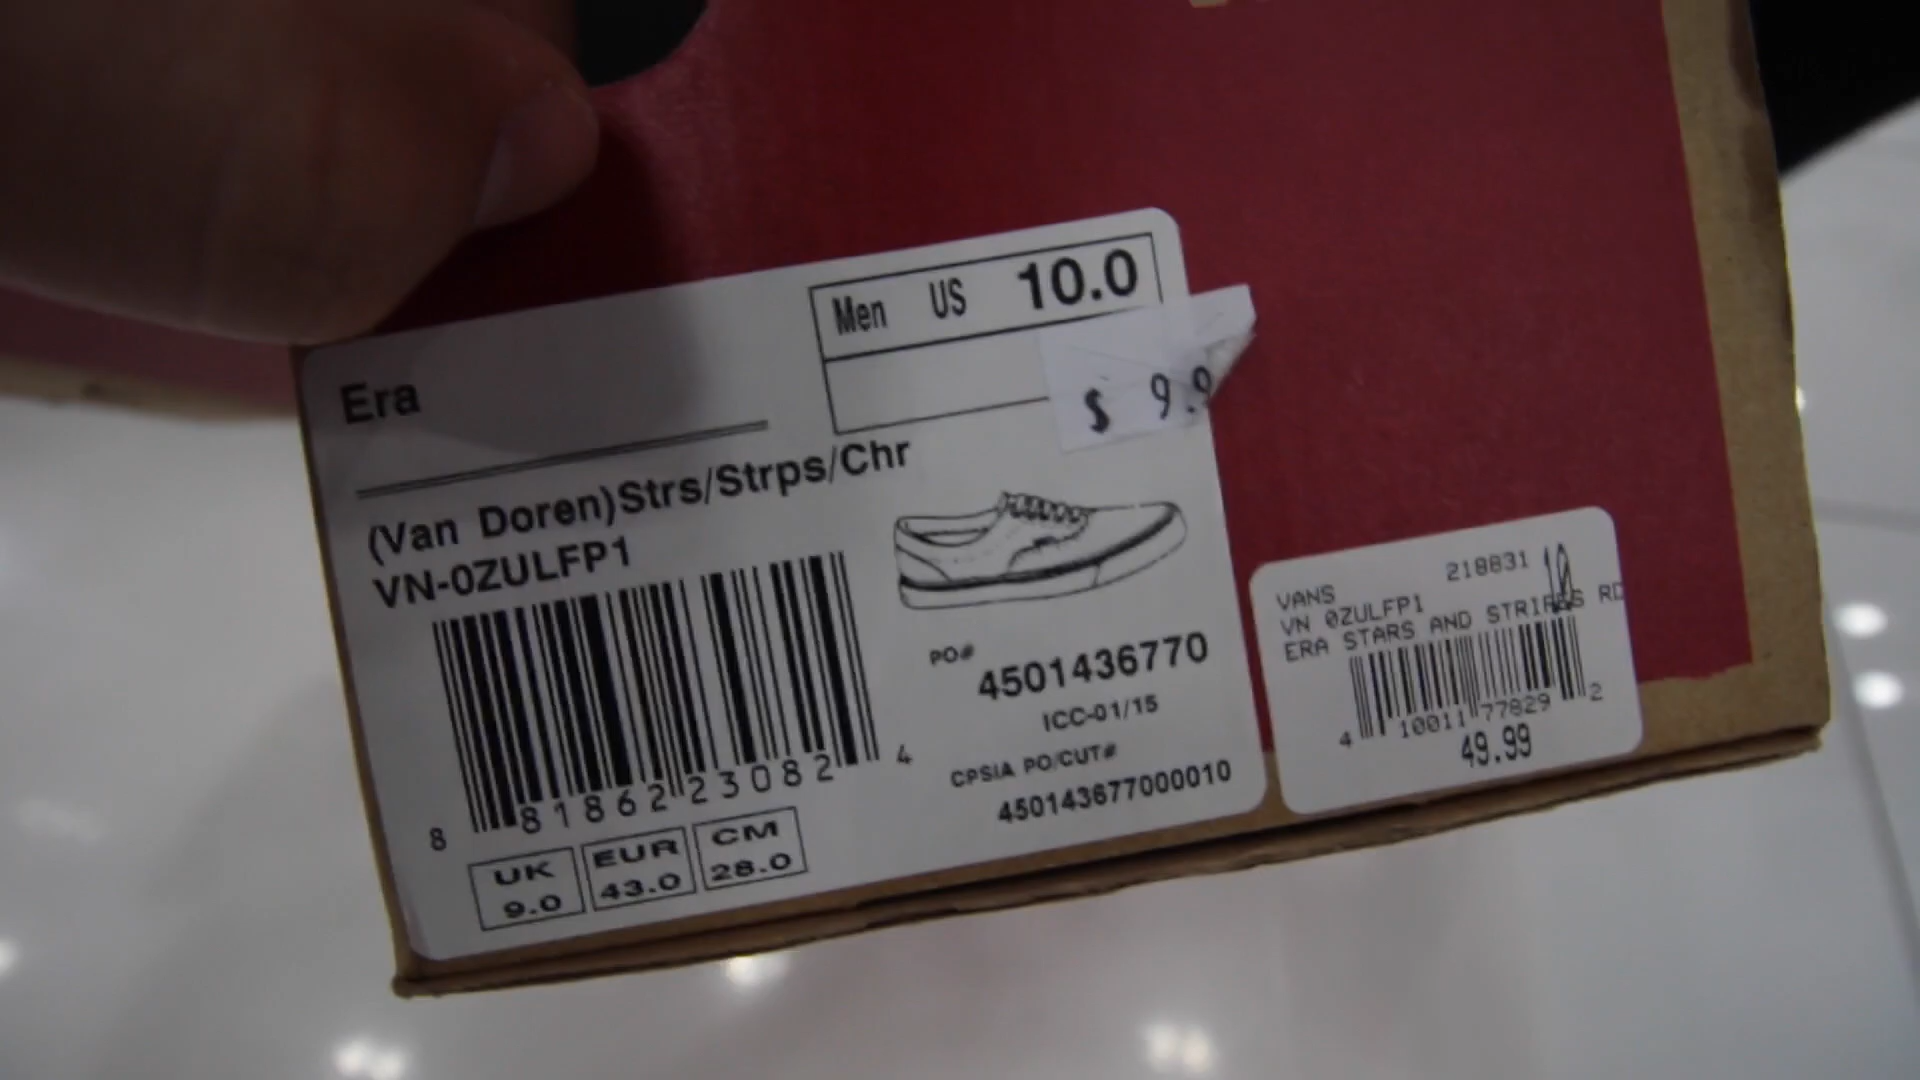 Men US 10.0
Era
$ 9.9
(Van Doren)Strs/Strps/Chr
VN-0ZULFP1
PO# 4501436770
ICC-01/15
CPSIA PO/CUT#
450143677000010
8 81862 23082 4
UK EUR CM
9.0 43.0 28.0
218831 10
VANS
VN 0ZULFP1
ERA STARS AND STRIPES RD
4 10011 77829 2
49.99